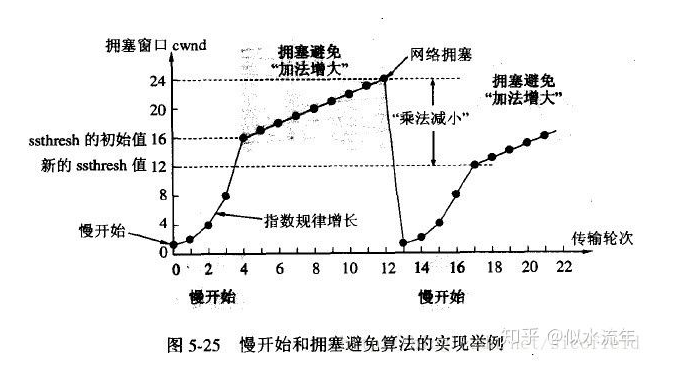 拥塞窗口 cwnd
拥塞避免
“加法增大”
网络拥塞
拥塞避免
“加法增大”
24
20
“乘法减小”
ssthresh 的初始值 16
新的 ssthresh 值 12
8
4
指数规律增长
慢开始
0
传输轮次
0 2 4 6 8 10 12 14 16 18 20 22
慢开始
慢开始
图 5-25 慢开始和拥塞避免算法的实现举例
知乎 @似水流年